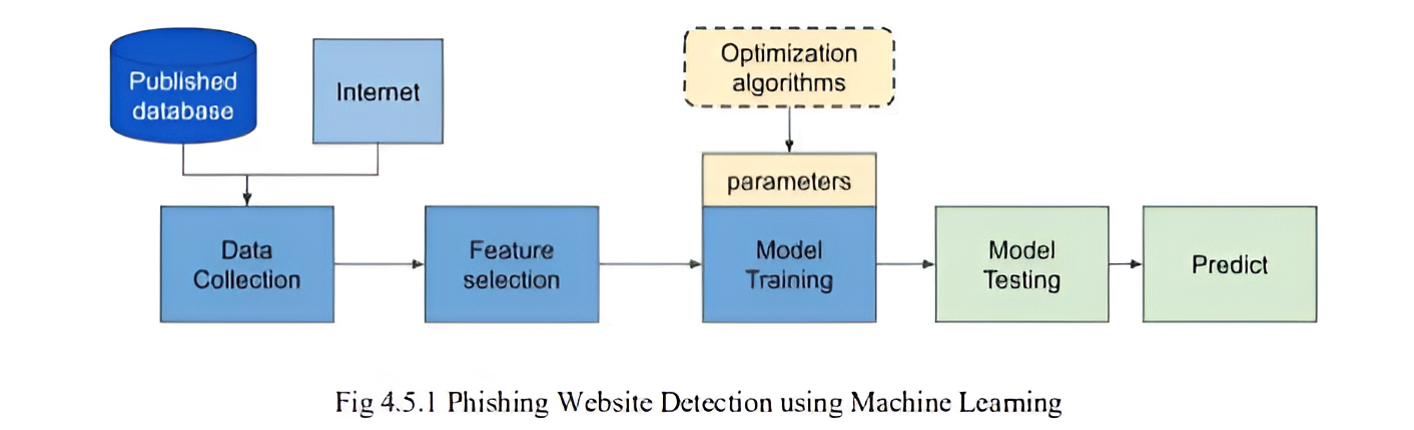 Published
database
Internet
Optimization
algorithms
parameters
Data
Collection
Feature
selection
Model
Training
Model
Testing
Predict
Fig 4.5.1 Phishing Website Detection using Machine Learning